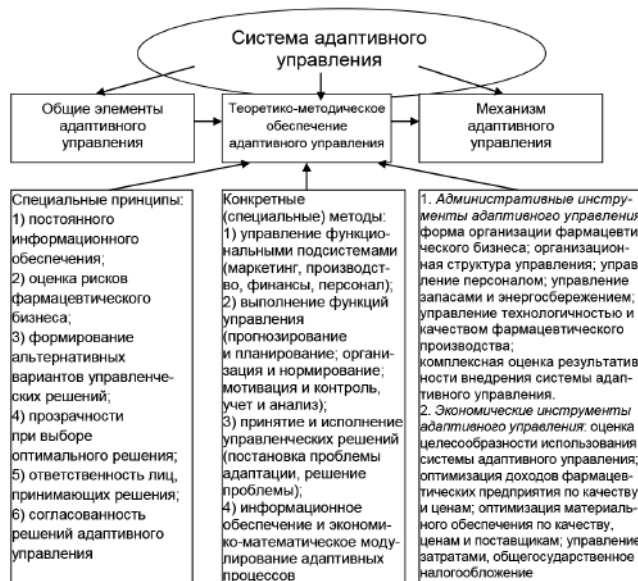 Система адаптивного
управления
Общие элементы
адаптивного
управления
Теоретико-методическое
обеспечение
адаптивного управления
Механизм
адаптивного
управления
Специальные принципы:
1) постоянного
информационного
обеспечения;
2) оценка рисков
фармацевтического
бизнеса;
3) формирование
альтернативных
вариантов управленче-
ских решений;
4) прозрачности
при выборе
оптимального решения;
5) ответственность лиц,
принимающих решения;
6) согласованность
решений адаптивного
управления
Конкретные
(специальные) методы:
1) управление функцио-
нальными подсистемами
(маркетинг, производст-
во, финансы, персонал);
2) выполнение функций
управления
(прогнозирование
и планирование; органи-
зация и нормирование;
мотивация и контроль,
учет и анализ);
3) принятие и исполнение
управленческих решений
(постановка проблемы
адаптации, решение
проблемы);
4) информационное
обеспечение и экономи-
ко-математическое моду-
лирование адаптивных
процессов
1. Административные инстру-
менты адаптивного управления
форма организации фармацевти
ческого бизнеса; организацион-
ная структура управления; управ
ление персоналом; управление
запасами и энергосбережением;
управление технологичностью и
качеством фармацевтического
производства;
комплексная оценка результатив
ности внедрения системы адап-
тивного управления.
2. Экономические инструменты
адаптивного управления: оценка
целесообразности использования
системы адаптивного управления;
оптимизация доходов фармацев-
тических предприятия по качеству
и ценам; оптимизация материаль-
ного обеспечения по качеству,
ценам и поставщикам; управление
затратами, общегосударственное
налогообложение